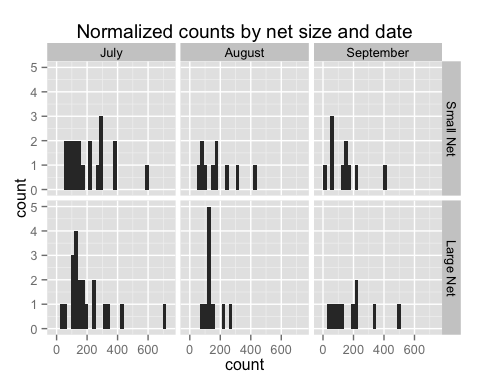 Normalized counts by net size and date
July August September
5
4
3
2
1
0
Small Net
count
5
4
3
2
1
0
Large Net
0 200 400 600 0 200 400 600 0 200 400 600
count